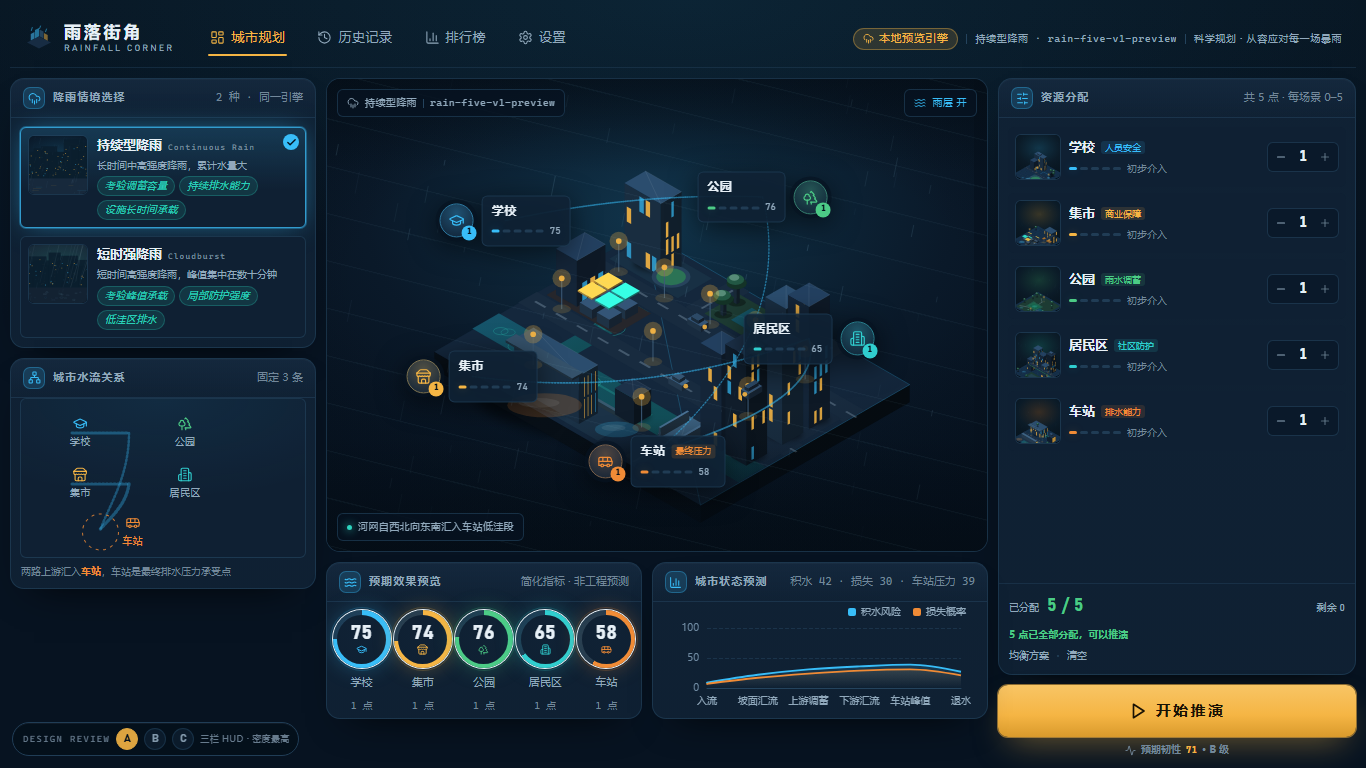 雨落街角
RAINFALL CORNER
城市规划
历史记录
排行榜
设置
本地预览引擎
持续型降雨 · rain-five-v1-preview
科学规划 · 从容应对每一场暴雨
降雨情境选择
2 种 · 同一引擎
持续型降雨 Continuous Rain
长时间中高强度降雨，累计水量大
考验调蓄容量
持续排水能力
设施长时间承载
短时强降雨 Cloudburst
短时间高强度降雨，峰值集中在数十分钟
考验峰值承载
局部防护强度
低洼区排水
城市水流关系
固定 3 条
学校
公园
集市
居民区
车站
两路上游汇入车站，车站是最终排水压力承受点
DESIGN REVIEW A B C 三栏 HUD · 密度最高
持续型降雨 | rain-five-v1-preview
雨层 开
学校
75
1
公园
76
1
居民区
65
1
集市
74
1
车站 最终压力
58
1
河网自西北向东南汇入车站低洼段
预期效果预览
简化指标 · 非工程预测
75
74
76
65
58
学校
集市
公园
居民区
车站
1 点
1 点
1 点
1 点
1 点
城市状态预测
积水 42 · 损失 30 · 车站压力 39
积水风险
损失概率
100
50
0
入流
坡面汇流
上游调蓄
下游汇流
车站峰值
退水
资源分配
共 5 点 · 每场景 0–5
学校 人员安全
初步介入
− 1 +
集市 商业保障
初步介入
− 1 +
公园 雨水调蓄
初步介入
− 1 +
居民区 社区防护
初步介入
− 1 +
车站 排水能力
初步介入
− 1 +
已分配 5 / 5
剩余 0
5 点已全部分配，可以推演
均衡方案 · 清空
开始推演
预期韧性 71 • B 级